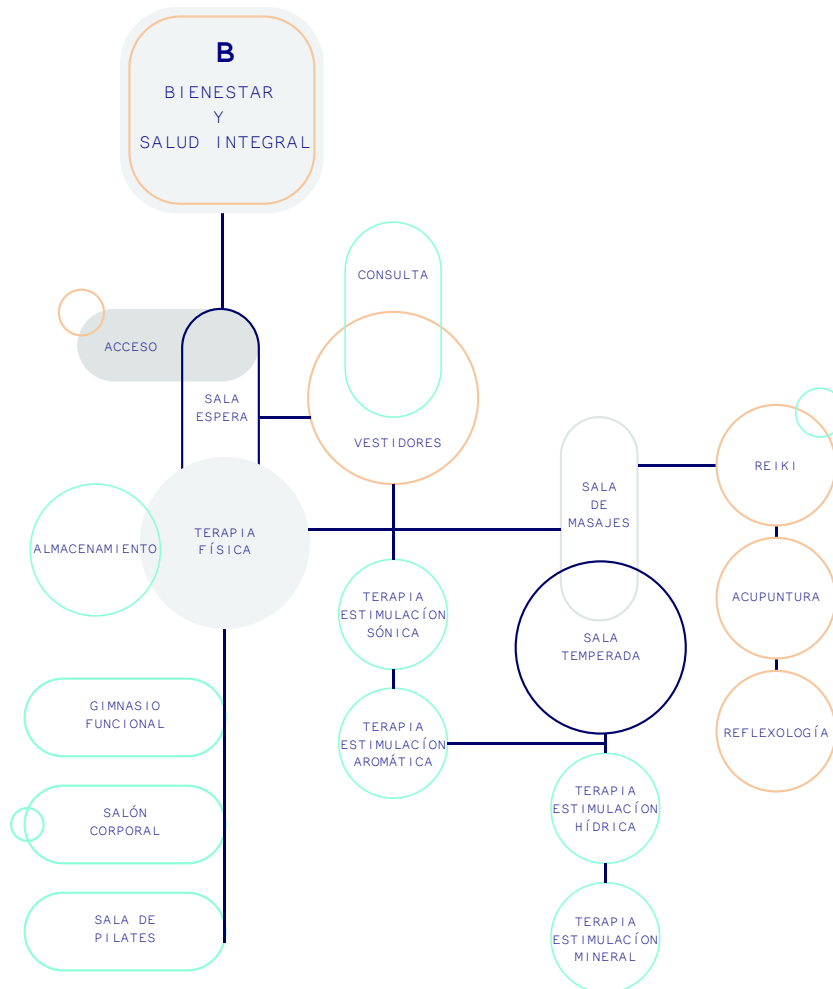 B
BIENESTAR
Y
SALUD INTEGRAL
CONSULTA
ACCESO
SALA
ESPERA
VESTIDORES
REIKI
SALA
DE
MASAJES
TERAPIA
FÍSICA
ALMACENAMIENTO
TERAPIA
ESTIMULACÍON
SÓNICA
ACUPUNTURA
SALA
TEMPERADA
GIMNASIO
FUNCIONAL
TERAPIA
ESTIMULACÍON
AROMÁTICA
REFLEXOLOGÍA
SALÓN
CORPORAL
TERAPIA
ESTIMULACÍON
HÍDRICA
SALA DE
PILATES
TERAPIA
ESTIMULACÍON
MINERAL